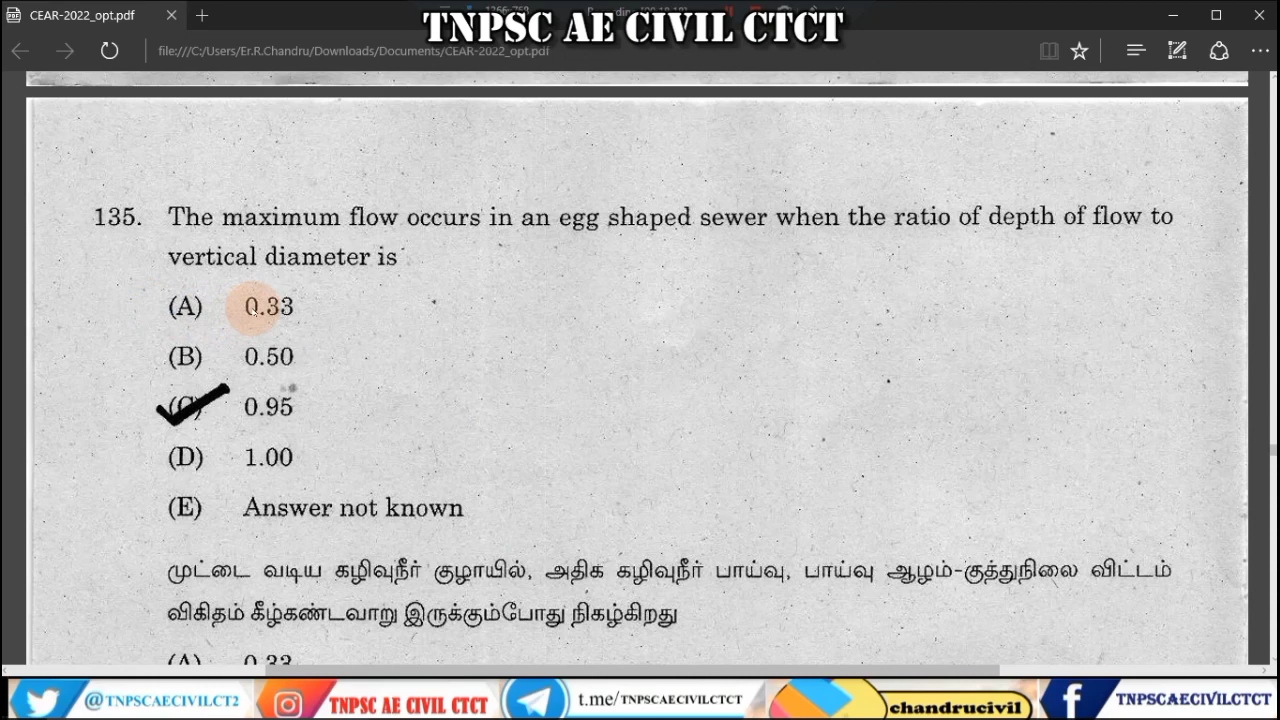 CEAR-2022_opt.pdf
TNPSC AE CIVIL CTCT
file:///C:/Users/Er.R.Chandru/Downloads/Documents/CEAR-2022_opt.pdf
135. The maximum flow occurs in an egg shaped sewer when the ratio of depth of flow to
vertical diameter is
(A) 0.33
(B) 0.50
(C) 0.95
(D) 1.00
(E) Answer not known
முட்டை வடிய கழிவுநீர் குழாயில், அதிக கழிவுநீர் பாய்வு, பாய்வு ஆழம்-குத்துநிலை விட்டம்
விகிதம் கீழ்கண்டவாறு இருக்கும்போது நிகழ்கிறது
(A) 0.33
@TNPSCAECIVILCT2 TNPSC AE CIVIL CTCT t.me/TNPSCAECIVILCTCT chandrucivil TNPSCAECIVILCTCT